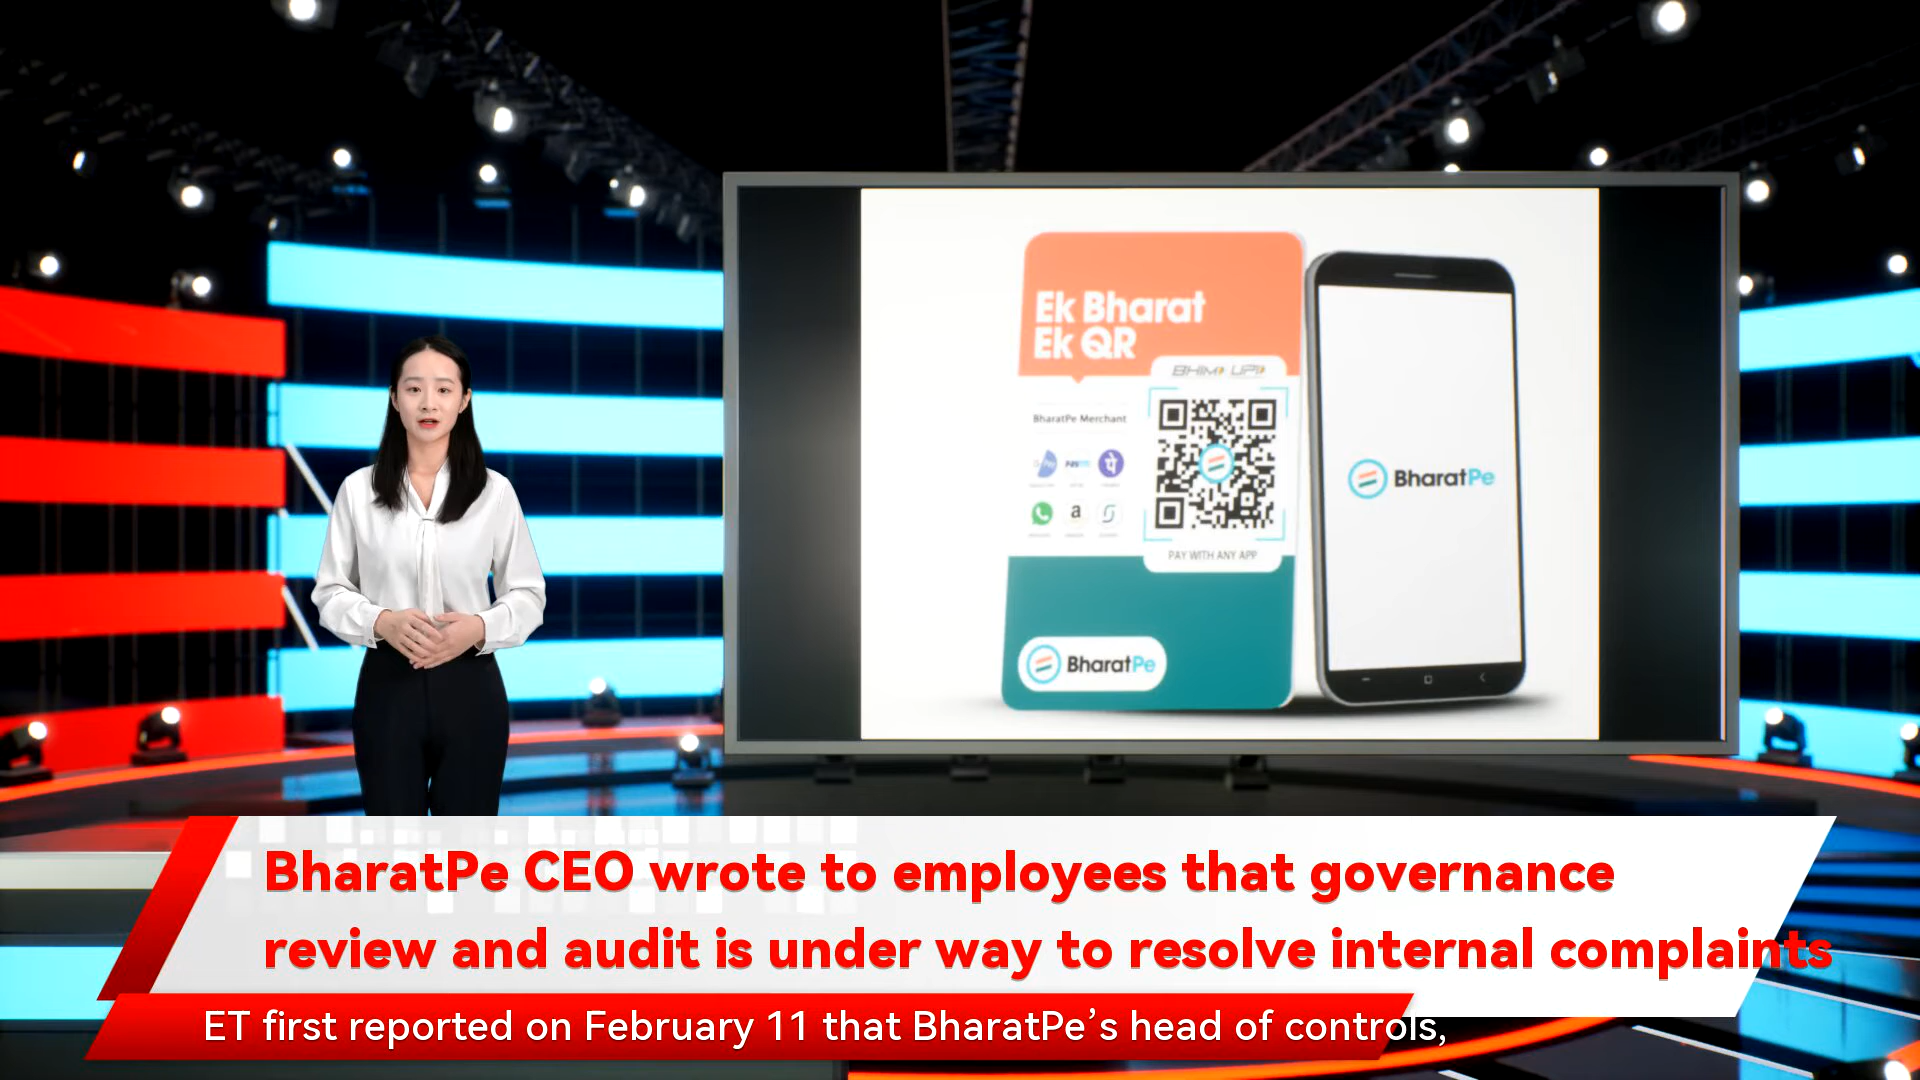 Ek Bharat
Ek QR
BHIM UPI
BharatPe Merchant
PAY WITH ANY APP
BharatPe
BharatPe
BharatPe CEO wrote to employees that governance
review and audit is under way to resolve internal complaints
ET first reported on February 11 that BharatPe’s head of controls,